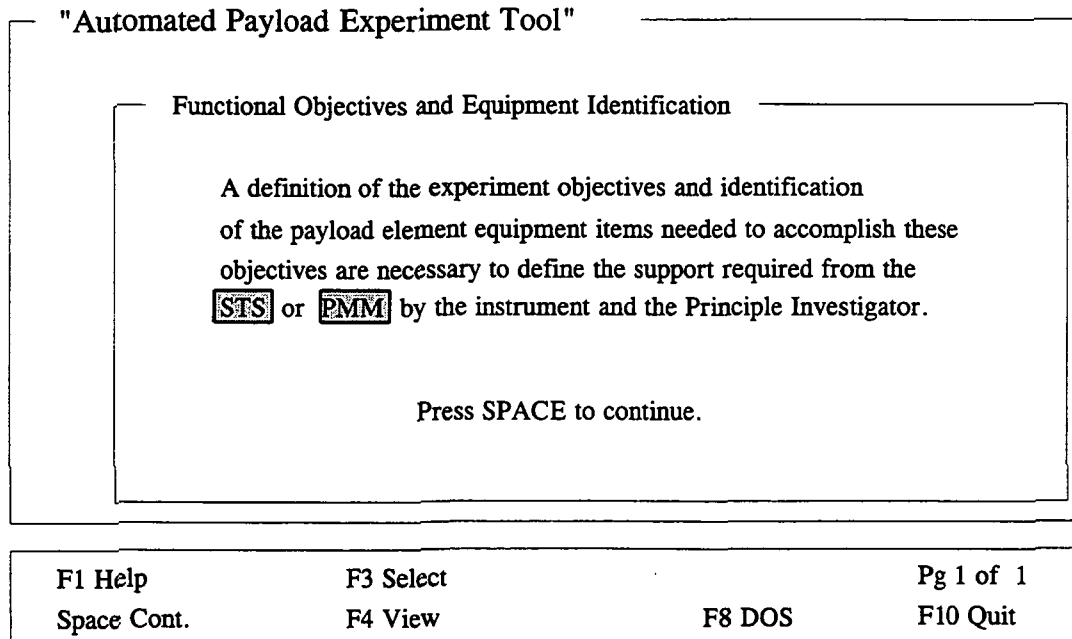 "Automated Payload Experiment Tool"
Functional Objectives and Equipment Identification
A definition of the experiment objectives and identification
of the payload element equipment items needed to accomplish these
objectives are necessary to define the support required from the
STS or PMM by the instrument and the Principle Investigator.
Press SPACE to continue.
F1 Help F3 Select Pg 1 of 1
Space Cont. F4 View F8 DOS F10 Quit